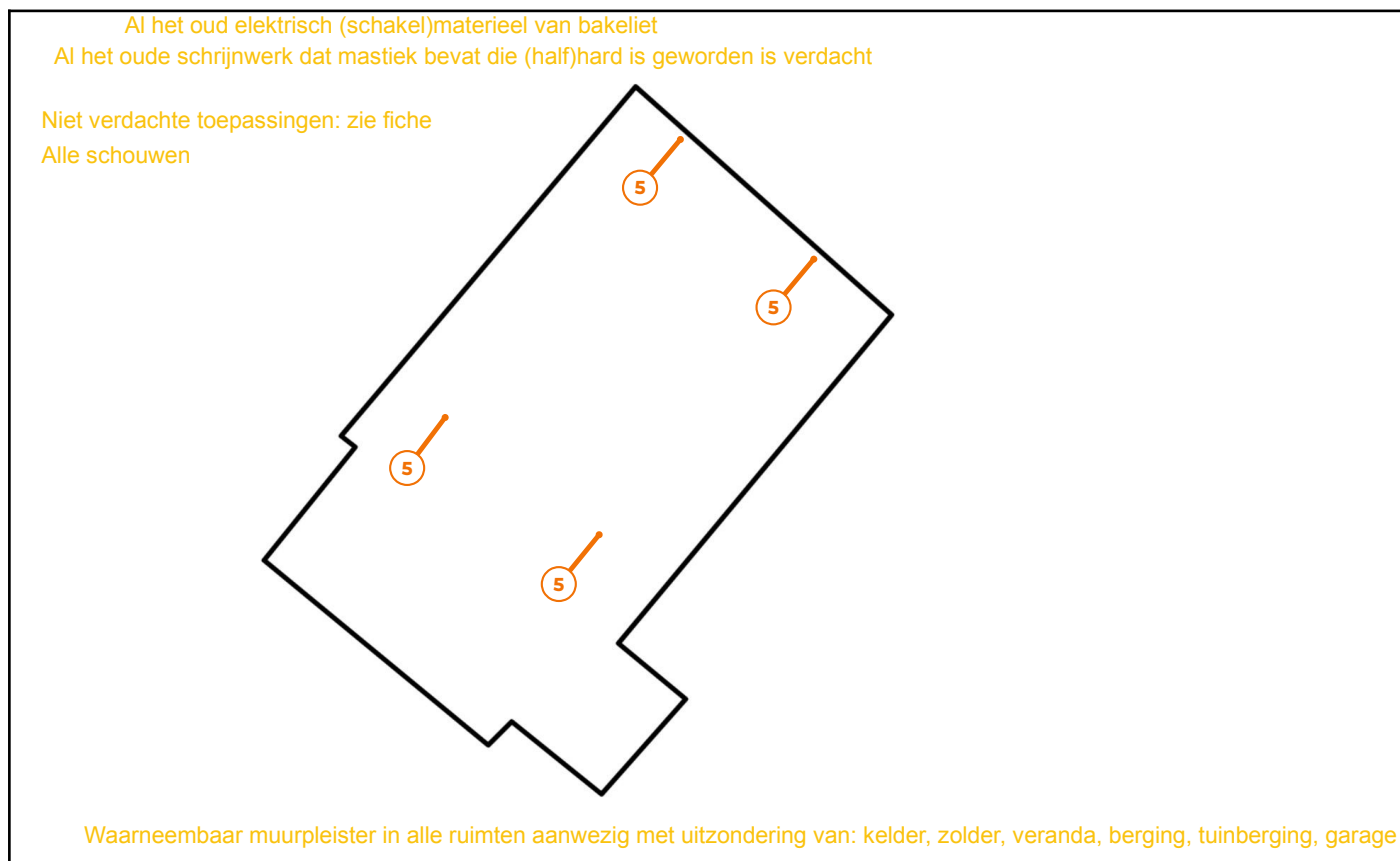 Al het oud elektrisch (schakel)materieel van bakeliet
Al het oude schrijnwerk dat mastiek bevat die (half)hard is geworden is verdacht
Niet verdachte toepassingen: zie fiche
Alle schouwen
5
5
5
5
Waarneembaar muurpleister in alle ruimten aanwezig met uitzondering van: kelder, zolder, veranda, berging, tuinberging, garage